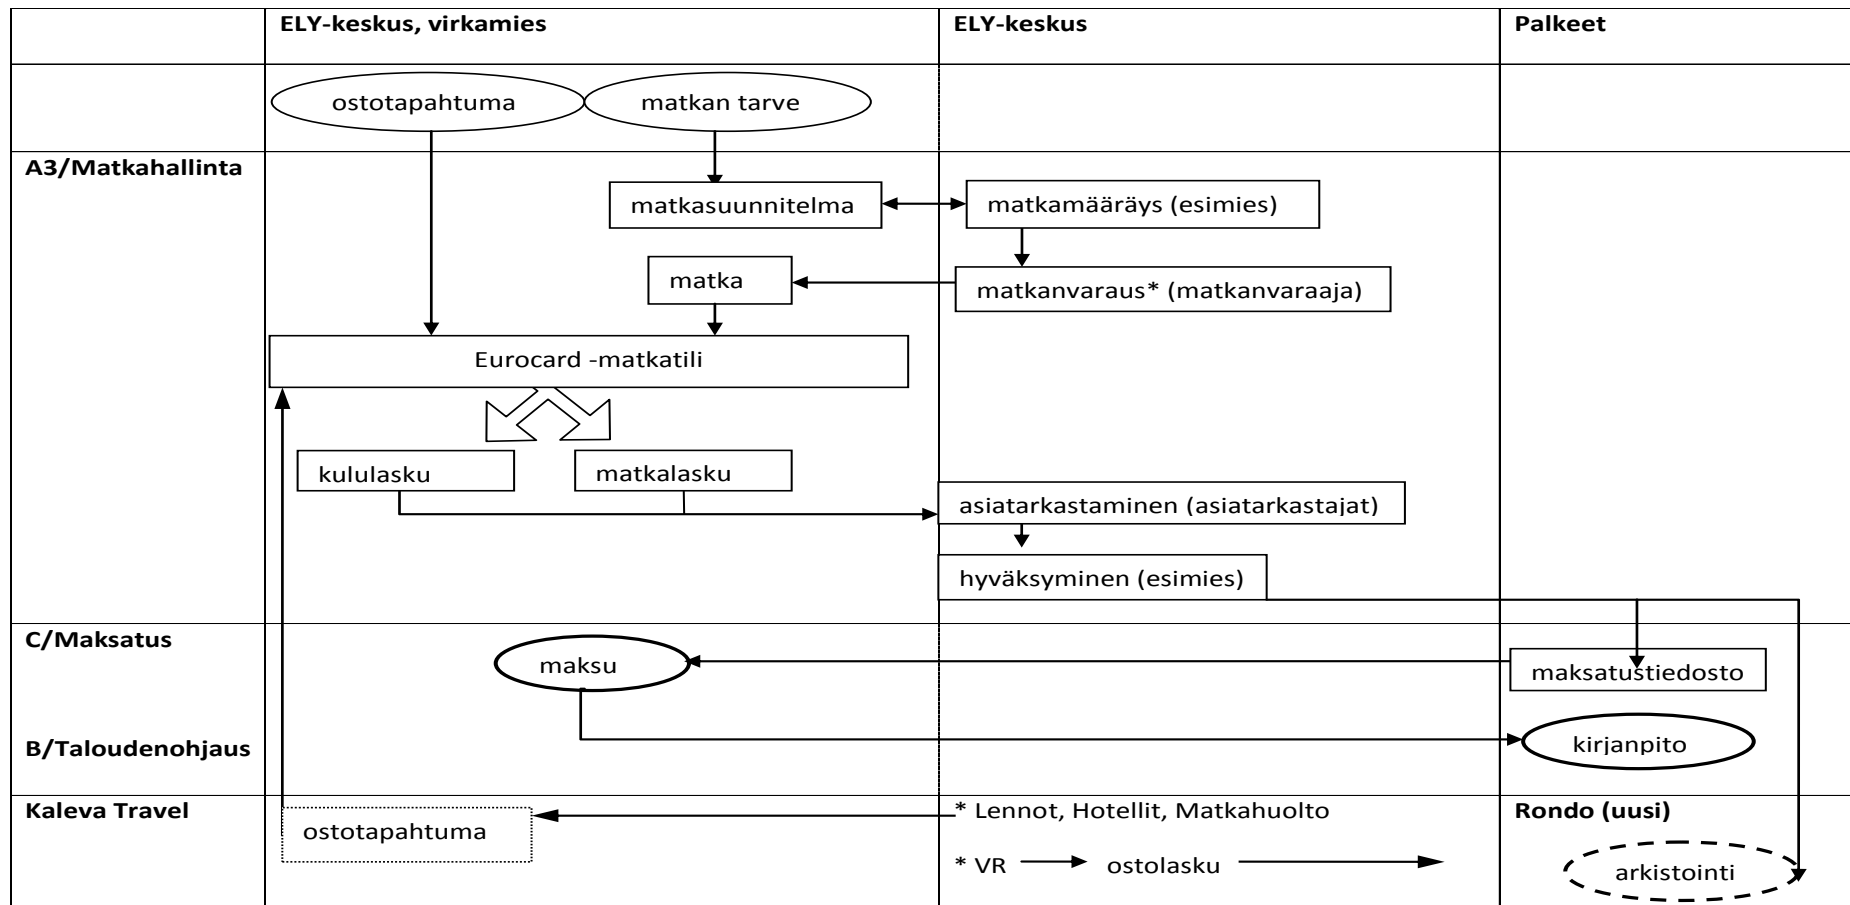 ELY-keskus, virkamies
ELY-keskus
Palkeet
ostotapahtuma
matkan tarve
A3/Matkahallinta
matkasuunnitelma
matkamääräys (esimies)
matka
matkanvaraus* (matkanvaraaja)
Eurocard -matkatili
kululasku
matkalasku
asiatarkastaminen (asiatarkastajat)
hyväksyminen (esimies)
C/Maksatus
maksu
maksatustiedosto
B/Taloudenohjaus
kirjanpito
Kaleva Travel
ostotapahtuma
* Lennot, Hotellit, Matkahuolto
Rondo (uusi)
* VR
ostolasku
arkistointi